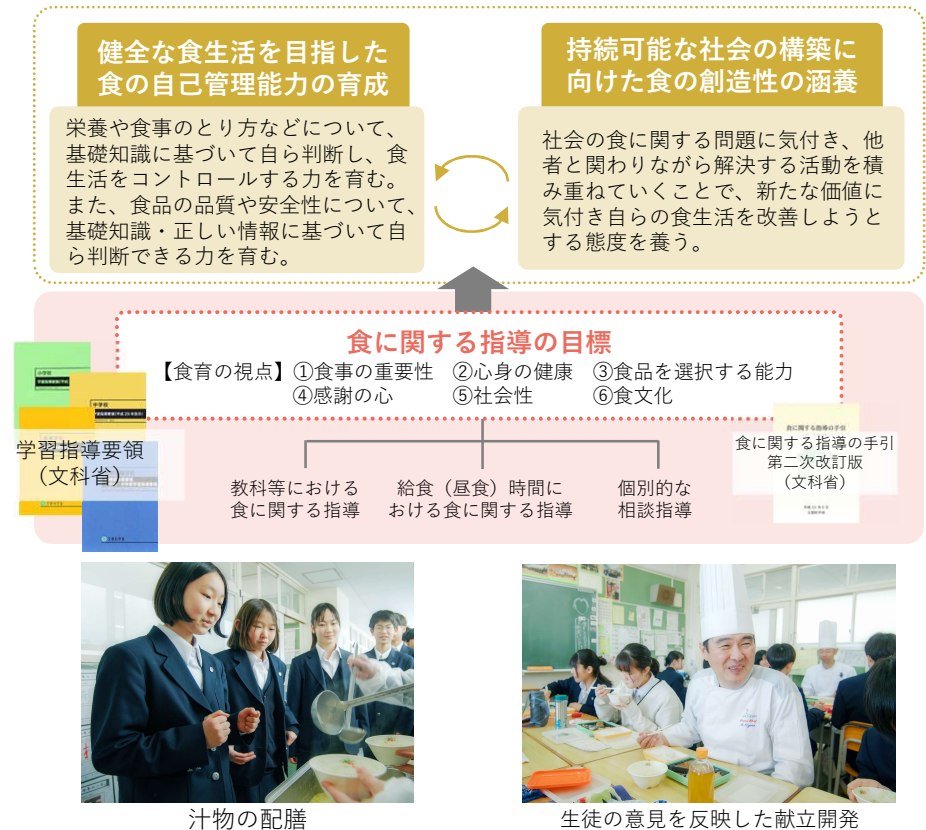 健全な食生活を目指した
食の自己管理能力の育成
栄養や食事のとり方などについて、
基礎知識に基づいて自ら判断し、食
生活をコントロールする力を育む。
また、食品の品質や安全性について、
基礎知識・正しい情報に基づいて自
ら判断できる力を育む。
持続可能な社会の構築に
向けた食の創造性の涵養
社会の食に関する問題に気付き、他
者と関わりながら解決する活動を積
み重ねていくことで、新たな価値に
気付き自らの食生活を改善しようと
する態度を養う。
食に関する指導の目標
【食育の視点】①食事の重要性 ②心身の健康 ③食品を選択する能力
④感謝の心 ⑤社会性 ⑥食文化
小学校
中学校
学習指導要領
（文科省）
食に関する指導の手引
食に関する指導の手引
第二次改訂版
（文科省）
教科等における
食に関する指導
給食（昼食）時間に
おける食に関する指導
個別的な
相談指導
汁物の配膳
生徒の意見を反映した献立開発